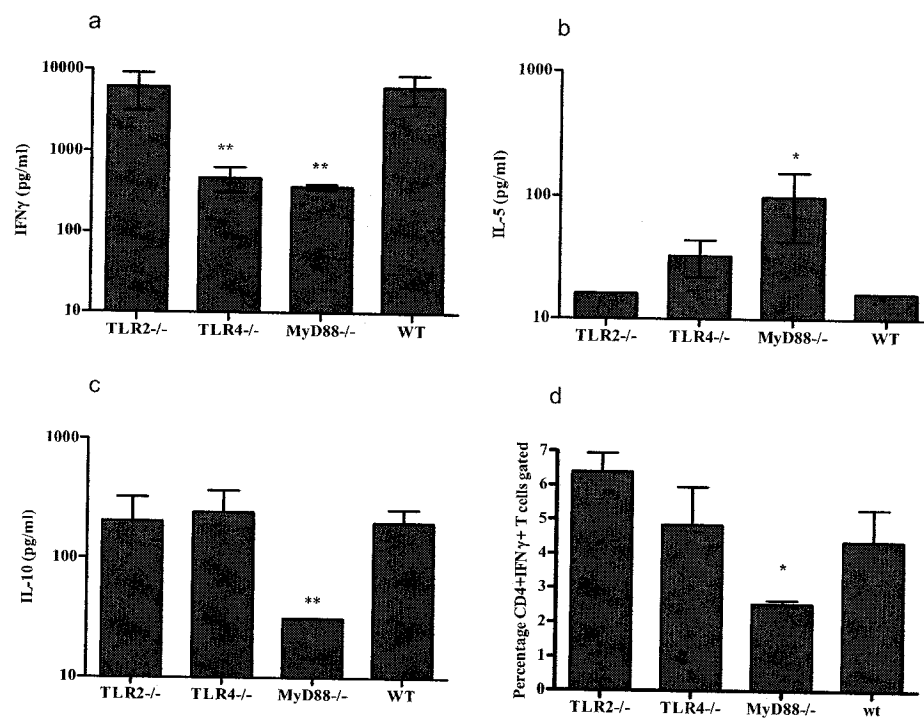 a
IFNγ (pg/ml)
10000
1000
100
10
**
**
TLR2-/- TLR4-/- MyD88-/- WT
b
IL-5 (pg/ml)
1000
100
10
*
TLR2-/- TLR4-/- MyD88-/- WT
c
IL-10 (pg/ml)
1000
100
10
**
TLR2-/- TLR4-/- MyD88-/- WT
d
Percentage CD4+IFN γ+ T cells gated
7
6
5
4
3
2
1
0
*
TLR2-/- TLR4-/- MyD88-/- wt